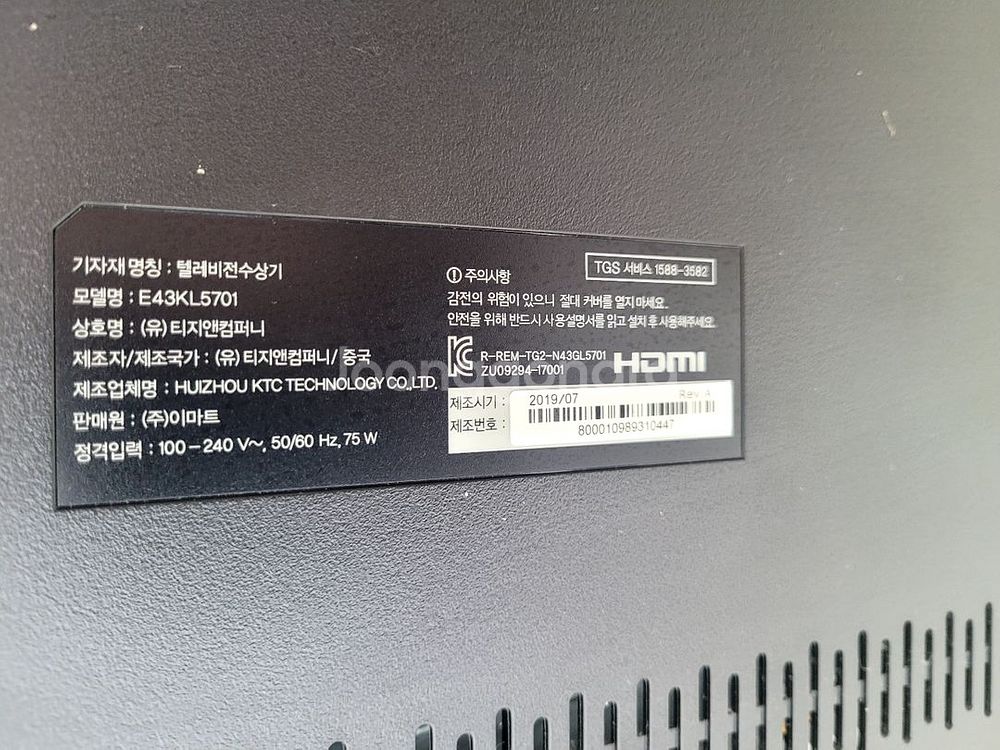 기자재명칭 : 텔레비전수상기
모델명 : E43KL5701
상호명 : (유)티지앤컴퍼니
제조자/제조국가 : (유)티지앤컴퍼니/ 중국
제조업체명 : HUIZHOU KTC TECHNOLOGY CO.,LTD.
판매원 : (주)이마트
정격입력 : 100-240 V~, 50/60 Hz, 75 W
TGS 서비스 1588-3582
! 주의사항
감전의 위험이 있으니 절대 커버를 열지 마세요.
안전을 위해 반드시 사용설명서를 읽고 설치 후 사용해주세요.
R-REM-TG2-N43GL5701
ZU09294-17001
HDMI
제조시기 : 2019/07 Rev. A
제조번호 : 800010989310447